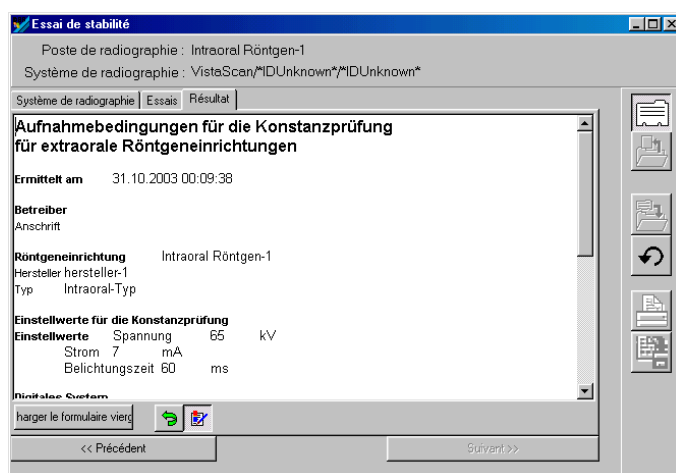 Essai de stabilité
Poste de radiographie : Intraoral Röntgen-1
Système de radiographie : VistaScan/*IDUnknown*/*IDUnknown*
Système de radiographie Essais Résultat
Aufnahmebedingungen für die Konstanzprüfung
für extraorale Röntgeneinrichtungen
Ermittelt am 31.10.2003 00:09:38
Betreiber
Anschrift
Röntgeneinrichtung Intraoral Röntgen-1
Hersteller hersteller-1
Typ Intraoral-Typ
Einstellwerte für die Konstanzprüfung
Einstellwerte Spannung 65 kV
Strom 7 mA
Belichtungszeit 60 ms
Digitales System
harger le formulaire vierg
<< Précédent Suivant >>